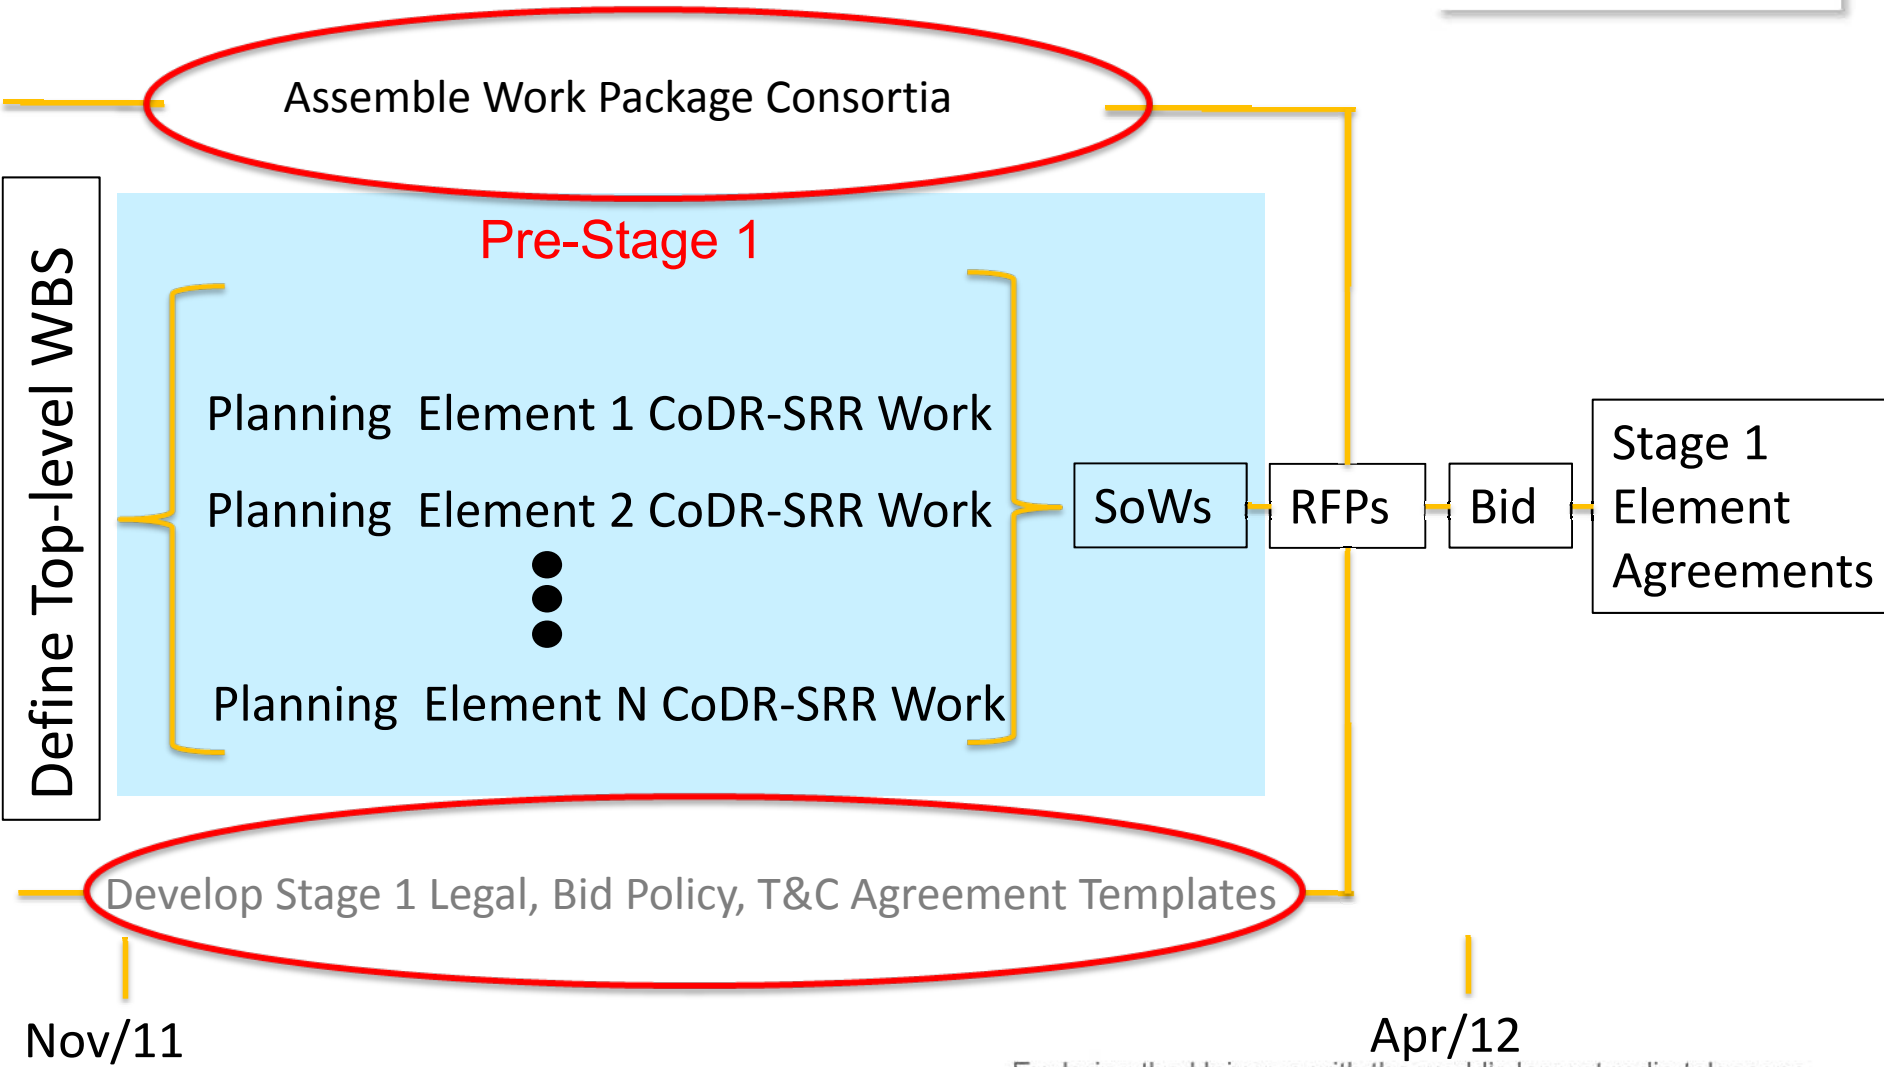 Assemble Work Package Consortia
Define Top-level WBS
Pre-Stage 1
Planning Element 1 CoDR-SRR Work
Planning Element 2 CoDR-SRR Work
Planning Element N CoDR-SRR Work
SoWs
RFPs
Bid
Stage 1
Element
Agreements
Develop Stage 1 Legal, Bid Policy, T&C Agreement Templates
Nov/11
Apr/12